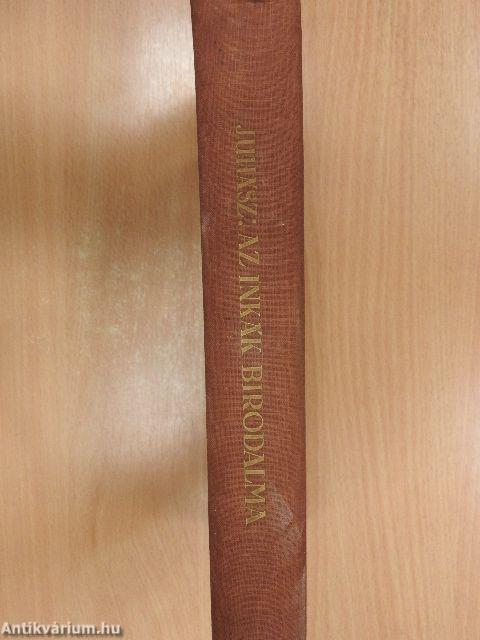 JUHÁSZ: AZ INKÁK BIRODALMA
Antikvárium.hu